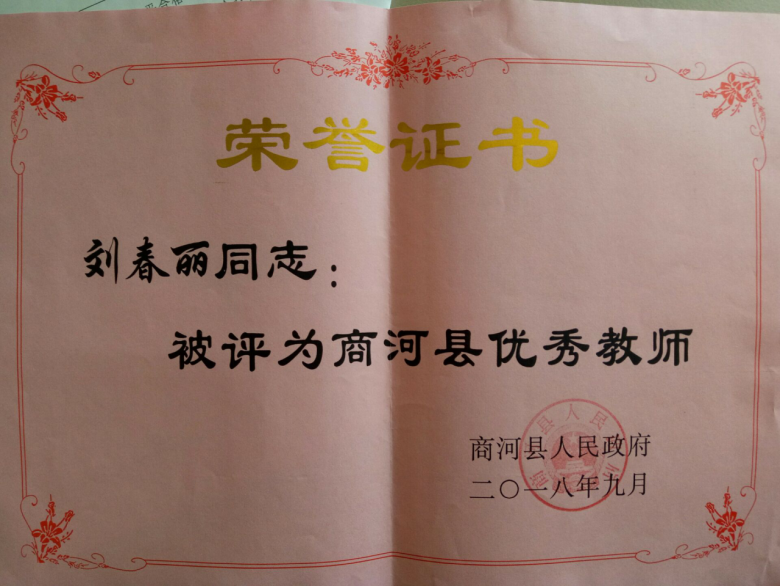 荣誉证书
刘春丽同志：
被评为商河县优秀教师
商河县人民政府
二〇一八年九月